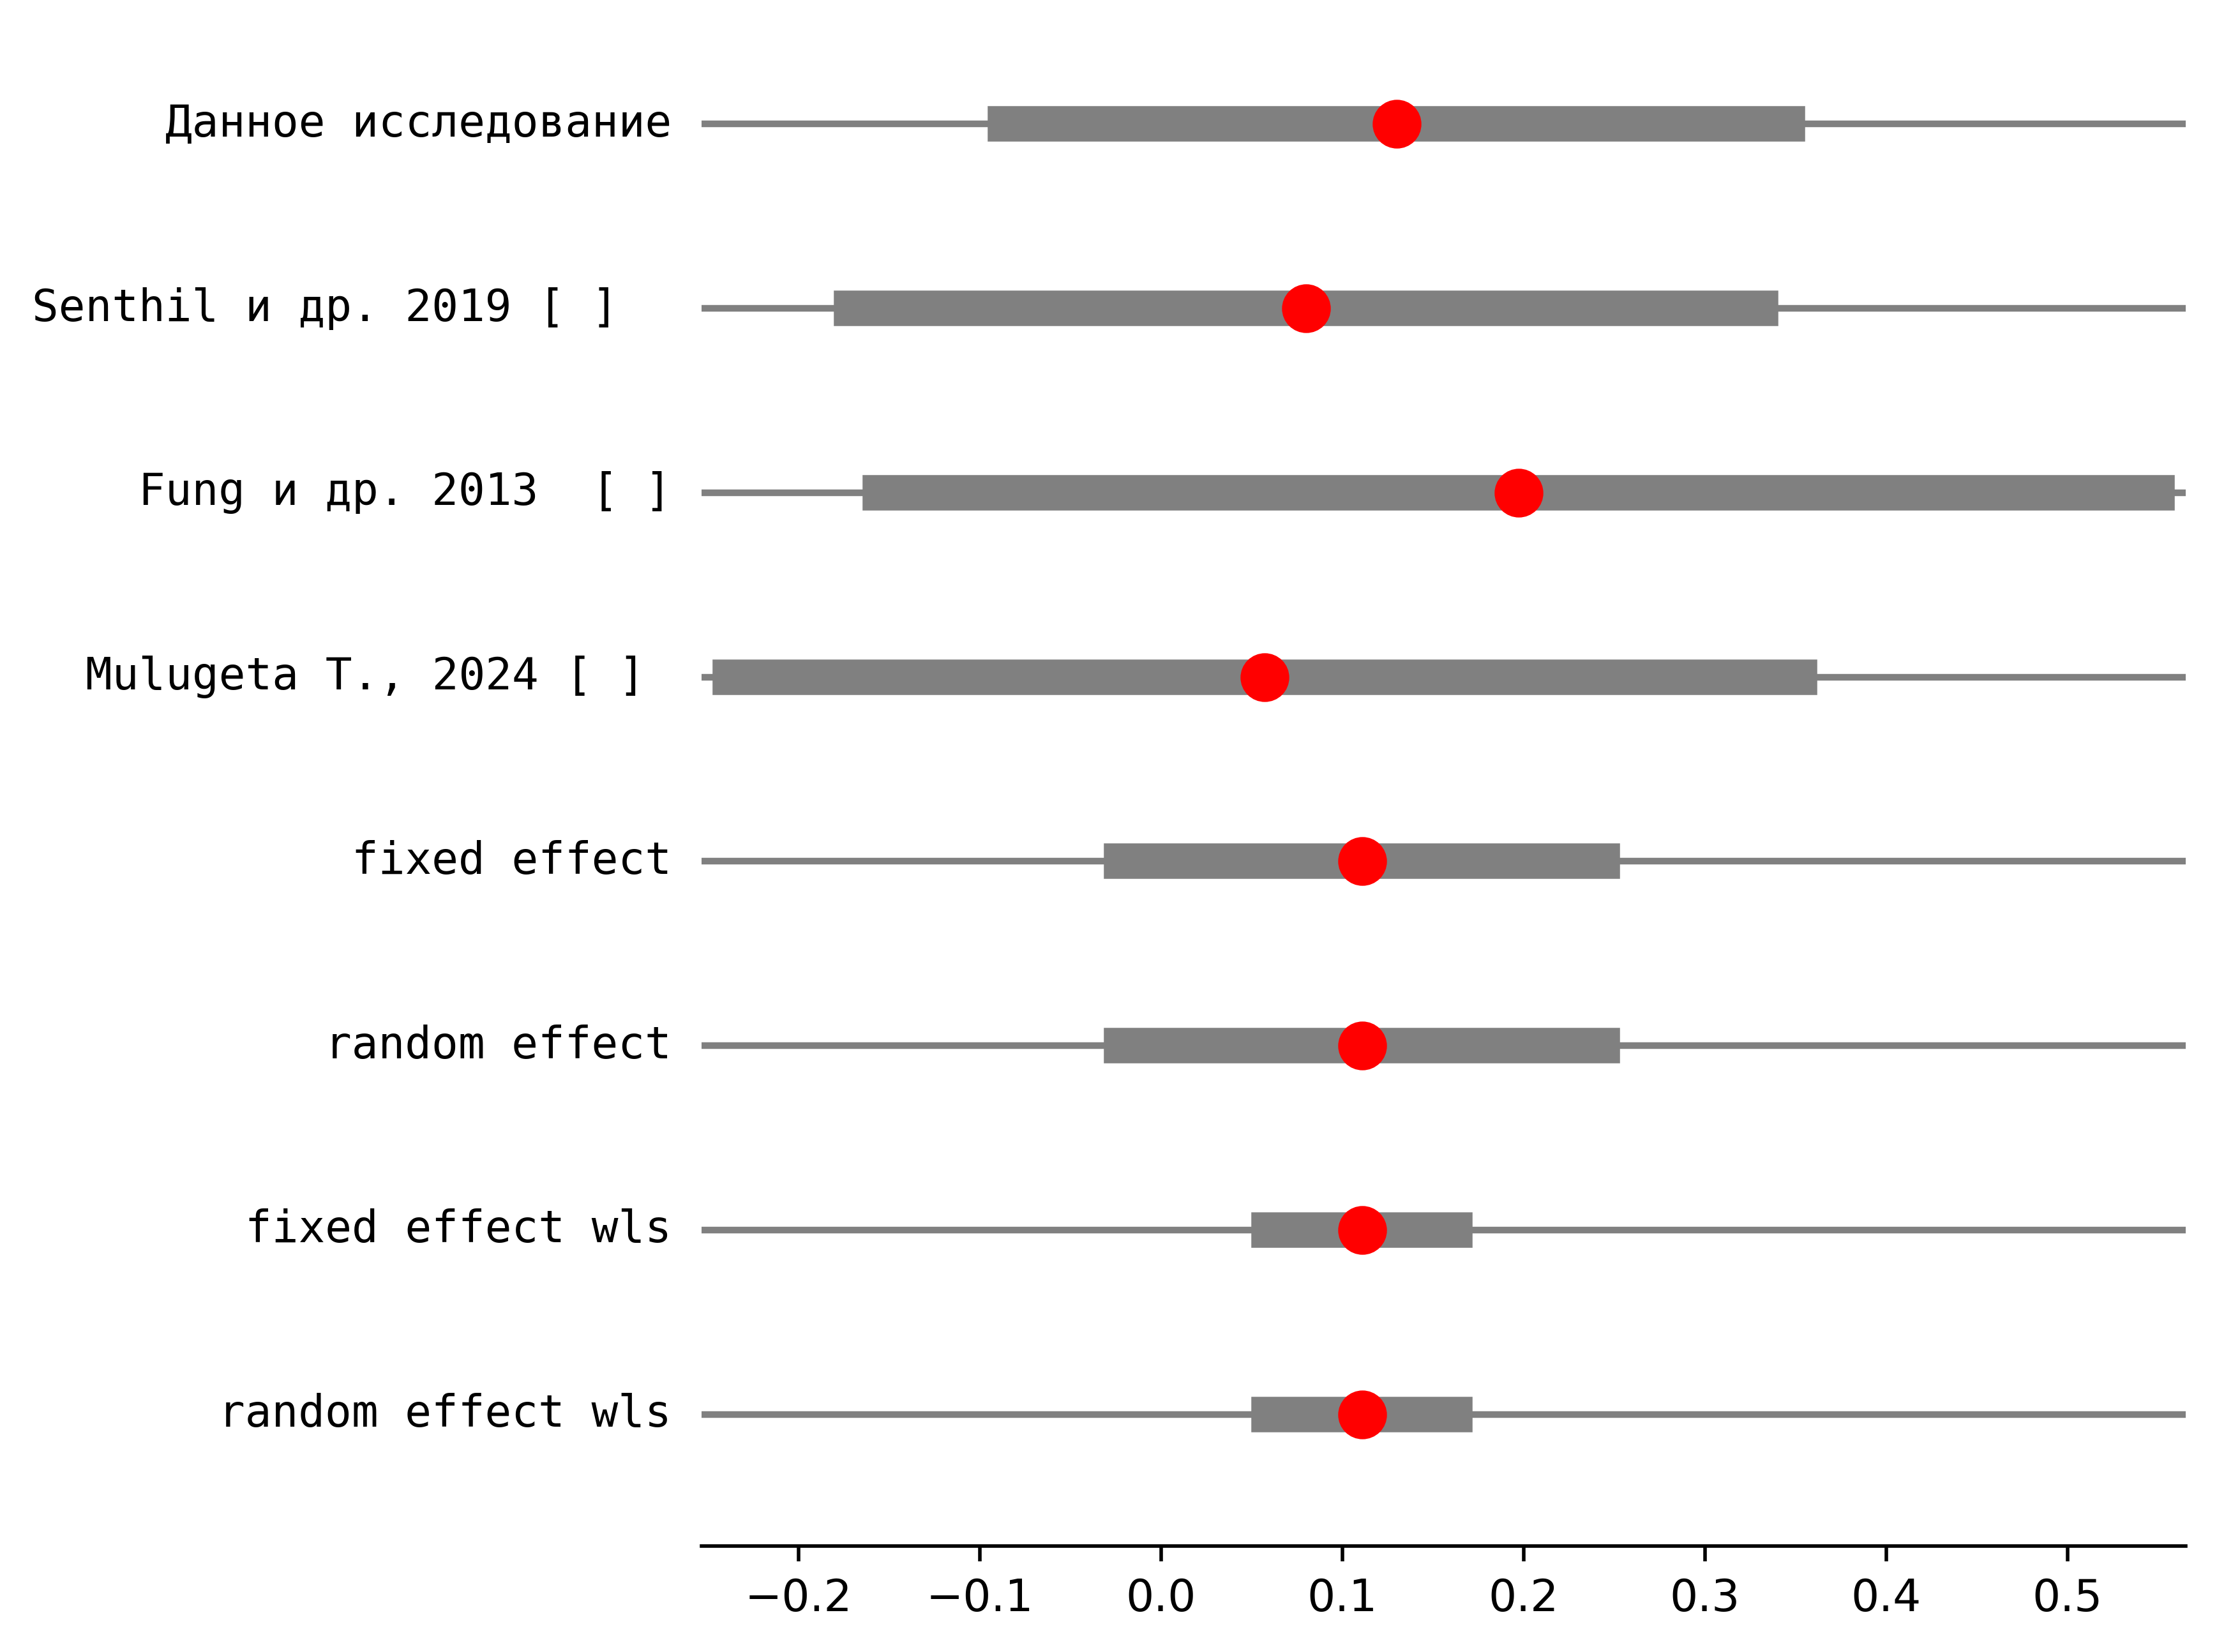 Данное исследование
Senthil и др. 2019 [ ]
Fung и др. 2013  [ ]
Mulugeta T., 2024 [ ]
fixed effect
random effect
fixed effect wls
random effect wls
−0.2 −0.1 0.0 0.1 0.2 0.3 0.4 0.5